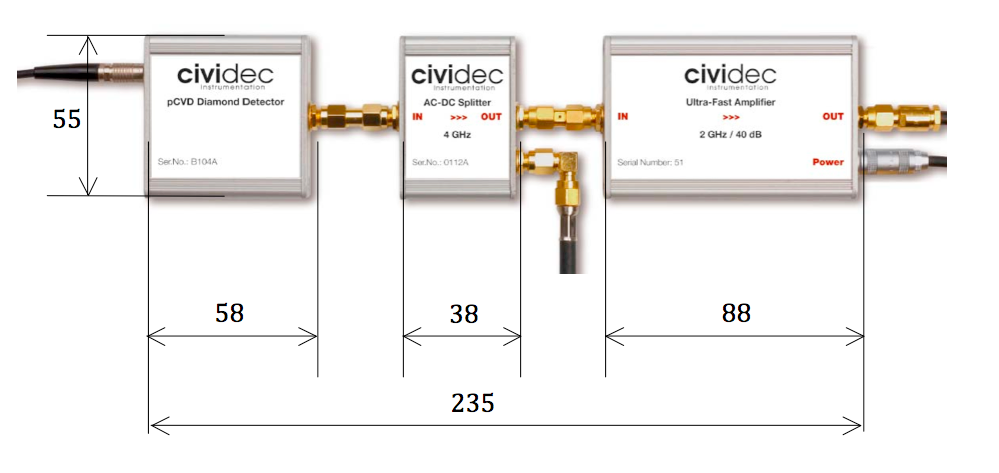 cividec
Instrumentation
pCVD Diamond Detector
Ser.No.: B104A
cividec
Instrumentation
AC-DC Splitter
IN >>> OUT
4 GHz
Ser.No.: 0112A
cividec
Instrumentation
Ultra-Fast Amplifier
IN >>> OUT
2 GHz / 40 dB
Serial Number: 51
Power
55
58
38
88
235